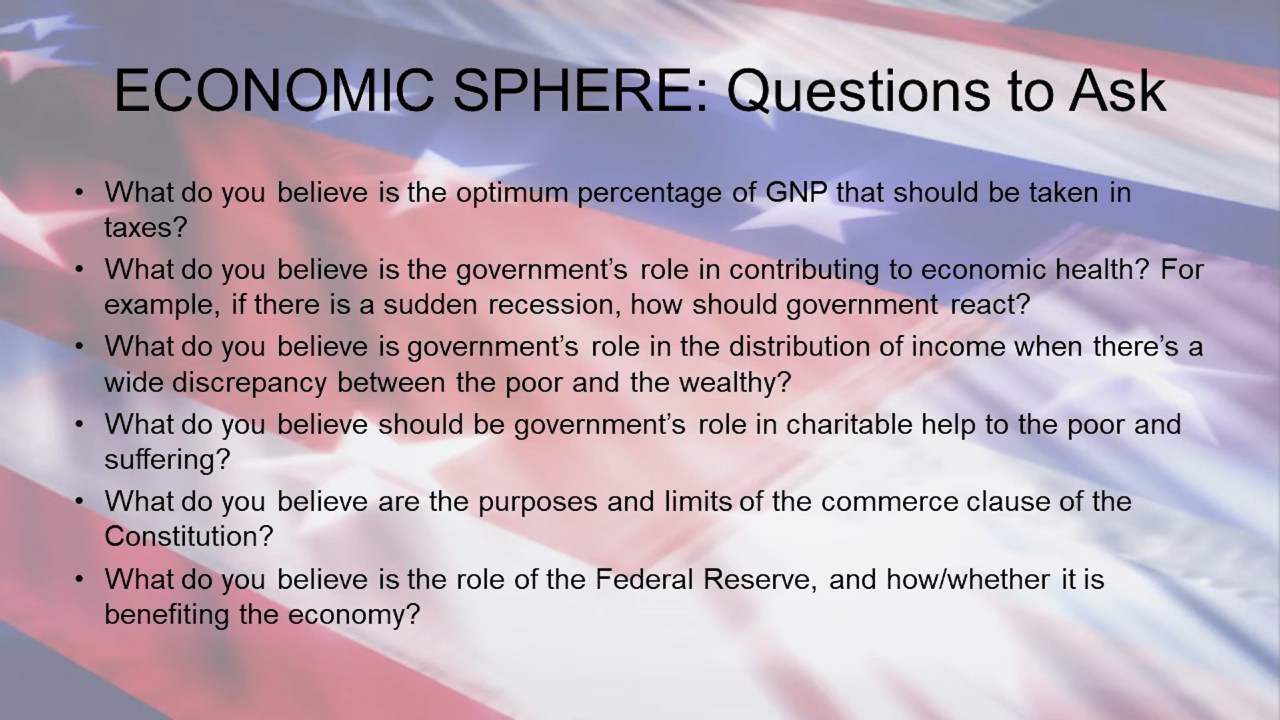 ECONOMIC SPHERE: Questions to Ask
• What do you believe is the optimum percentage of GNP that should be taken in
taxes?
• What do you believe is the government’s role in contributing to economic health? For
example, if there is a sudden recession, how should government react?
• What do you believe is government’s role in the distribution of income when there’s a
wide discrepancy between the poor and the wealthy?
• What do you believe should be government’s role in charitable help to the poor and
suffering?
• What do you believe are the purposes and limits of the commerce clause of the
Constitution?
• What do you believe is the role of the Federal Reserve, and how/whether it is
benefiting the economy?